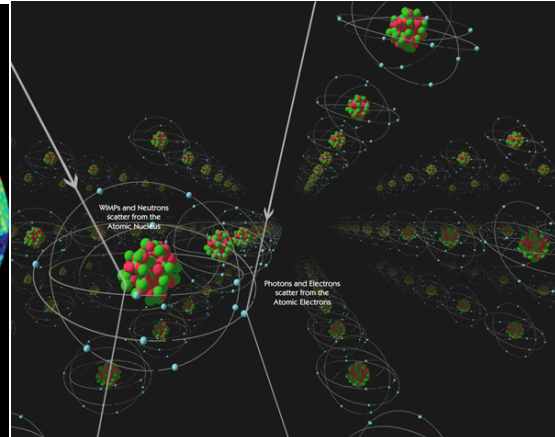 WIMPs and Neutrons
scatter from the
Atomic Nucleus
Photons and Electrons
scatter from the
Atomic Electrons